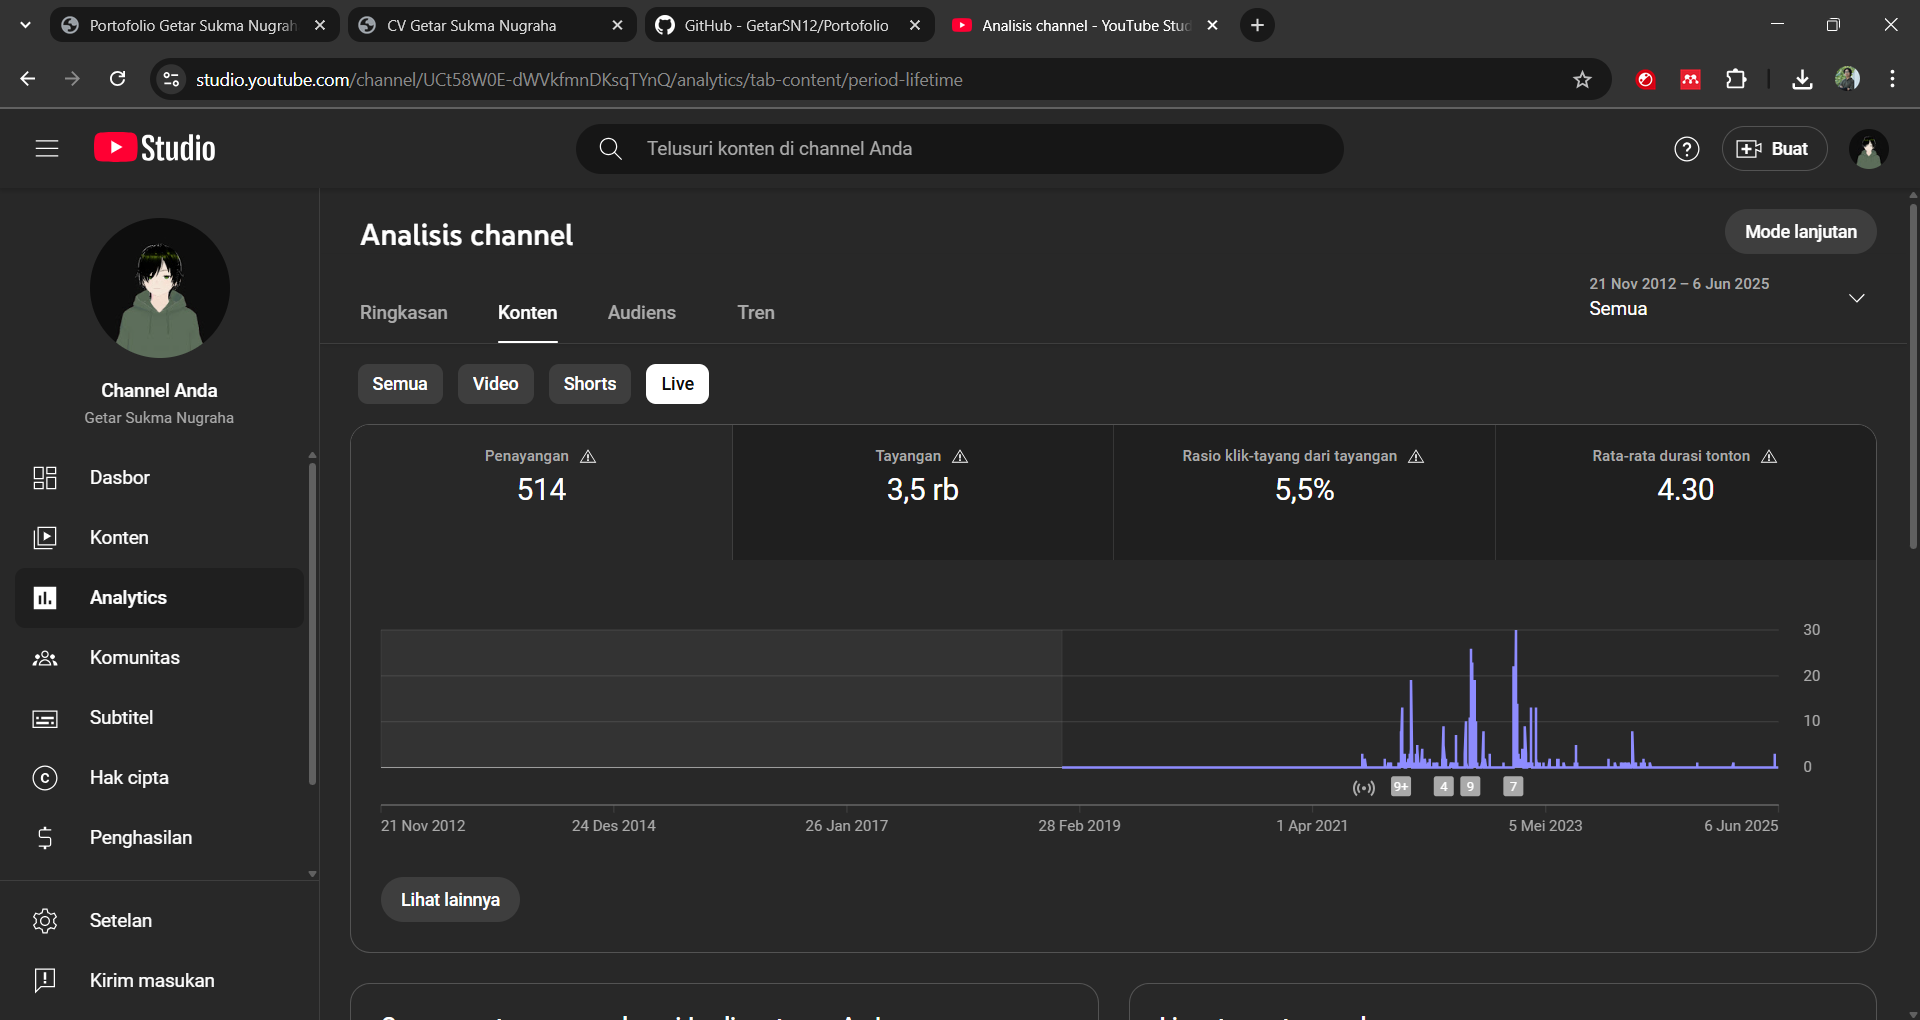 Portofolio Getar Sukma Nugrah
CV Getar Sukma Nugraha
GitHub - GetarSN12/Portofolio
Analisis channel - YouTube Stud
studio.youtube.com/channel/UCt58W0E-dWVkfmnDKsqTYnQ/analytics/tab-content/period-lifetime
Studio
Telusuri konten di channel Anda
Buat
Channel Anda
Getar Sukma Nugraha
Dasbor
Konten
Analytics
Komunitas
Subtitel
Hak cipta
Penghasilan
Setelan
Kirim masukan
Analisis channel
Mode lanjutan
Ringkasan
Konten
Audiens
Tren
21 Nov 2012 – 6 Jun 2025
Semua
Semua
Video
Shorts
Live
Penayangan
514
Tayangan
3,5 rb
Rasio klik-tayang dari tayangan
5,5%
Rata-rata durasi tonton
4.30
30
20
10
0
9+
4
9
7
21 Nov 2012
24 Des 2014
26 Jan 2017
28 Feb 2019
1 Apr 2021
5 Mei 2023
6 Jun 2025
Lihat lainnya